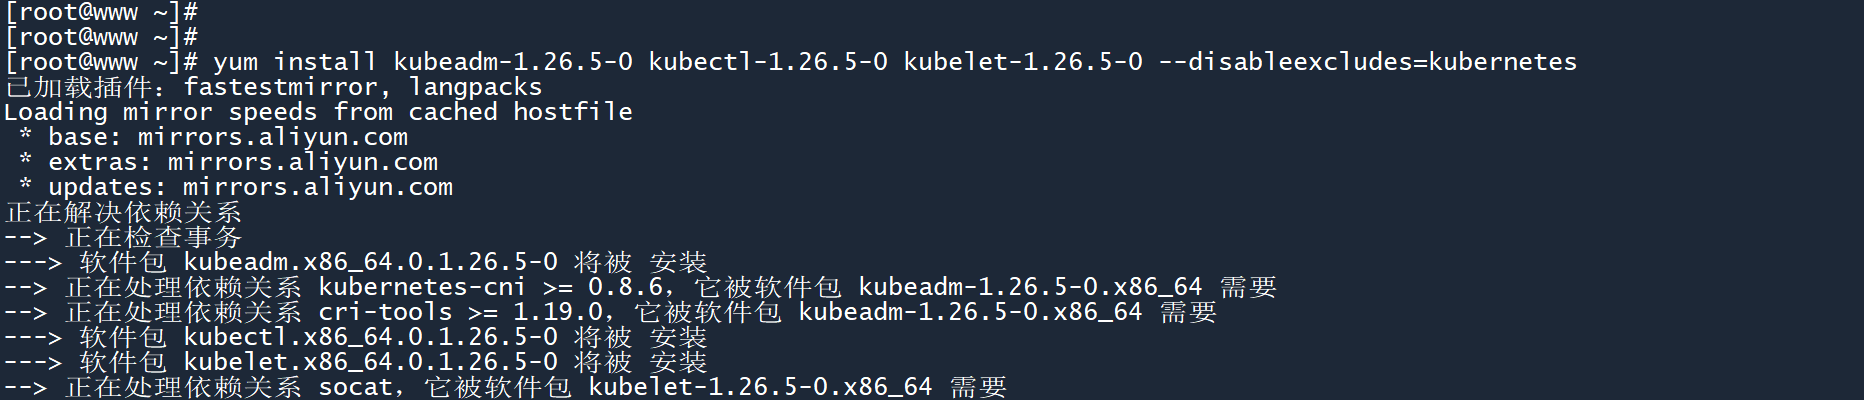 [root@www ~]#
[root@www ~]#
[root@www ~]# yum install kubeadm-1.26.5-0 kubectl-1.26.5-0 kubelet-1.26.5-0 --disableexcludes=kubernetes
已加载插件：fastestmirror, langpacks
Loading mirror speeds from cached hostfile
 * base: mirrors.aliyun.com
 * extras: mirrors.aliyun.com
 * updates: mirrors.aliyun.com
正在解决依赖关系
--> 正在检查事务
---> 软件包 kubeadm.x86_64.0.1.26.5-0 将被 安装
--> 正在处理依赖关系 kubernetes-cni >= 0.8.6，它被软件包 kubeadm-1.26.5-0.x86_64 需要
--> 正在处理依赖关系 cri-tools >= 1.19.0，它被软件包 kubeadm-1.26.5-0.x86_64 需要
---> 软件包 kubectl.x86_64.0.1.26.5-0 将被 安装
---> 软件包 kubelet.x86_64.0.1.26.5-0 将被 安装
--> 正在处理依赖关系 socat，它被软件包 kubelet-1.26.5-0.x86_64 需要